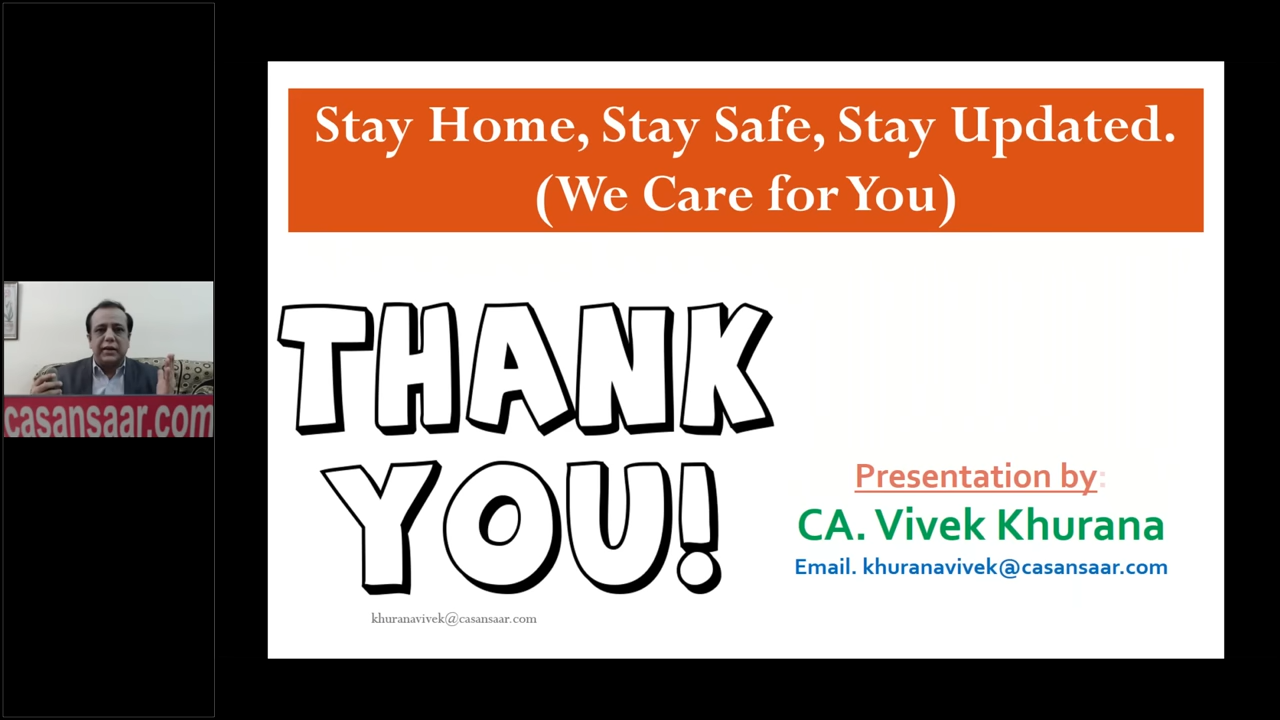 Stay Home, Stay Safe, Stay Updated.
(We Care for You)
THANK
YOU!
Presentation by:
CA. Vivek Khurana
Email. khuranavivek@casansaar.com
khuranavivek@casansaar.com
casansaar.com